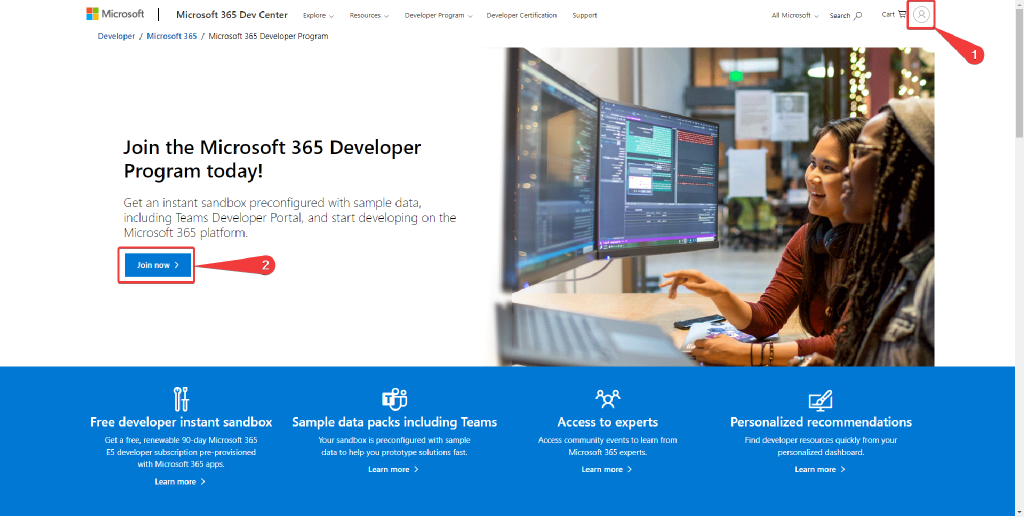 Microsoft
Microsoft 365 Dev Center
Explore
Resources
Developer Program
Developer Certification
Support
All Microsoft
Search
Cart
1
Developer / Microsoft 365 / Microsoft 365 Developer Program
Join the Microsoft 365 Developer
Program today!
Get an instant sandbox preconfigured with sample data,
including Teams Developer Portal, and start developing on the
Microsoft 365 platform.
Join now
2
Free developer instant sandbox
Get a free, renewable 90-day Microsoft 365
E5 developer subscription pre-provisioned
with Microsoft 365 apps.
Learn more
Sample data packs including Teams
Your sandbox is preconfigured with sample
data to help you prototype solutions fast.
Learn more
Access to experts
Access community events to learn from
Microsoft 365 experts.
Learn more
Personalized recommendations
Find developer resources quickly from your
personalized dashboard.
Learn more